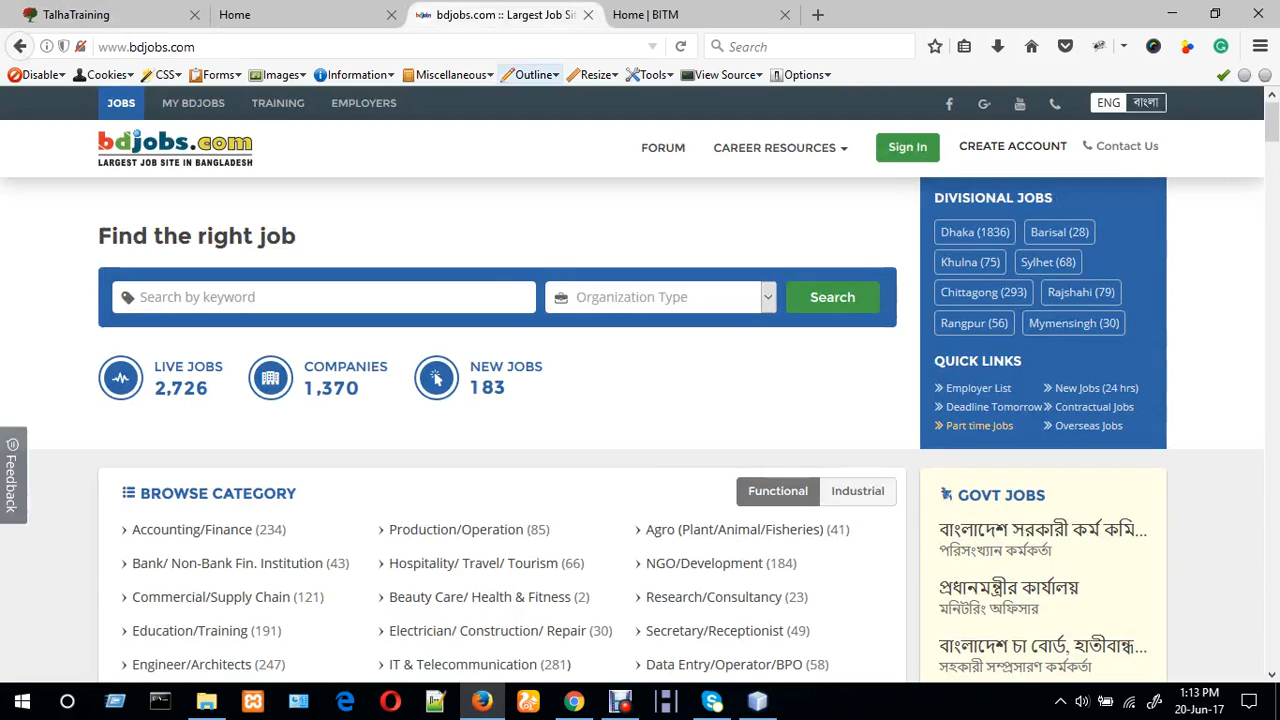 TalhaTraining
Home
bdjobs.com :: Largest Job Sit
Home | BITM
www.bdjobs.com
Search
Disable
Cookies
CSS
Forms
Images
Information
Miscellaneous
Outline
Resize
Tools
View Source
Options
JOBS
MY BDJOBS
TRAINING
EMPLOYERS
ENG
বাংলা
bdjobs.com
LARGEST JOB SITE IN BANGLADESH
FORUM
CAREER RESOURCES
Sign In
CREATE ACCOUNT
Contact Us
Find the right job
Search by keyword
Organization Type
Search
LIVE JOBS
2,726
COMPANIES
1,370
NEW JOBS
183
DIVISIONAL JOBS
Dhaka (1836)
Barisal (28)
Khulna (75)
Sylhet (68)
Chittagong (293)
Rajshahi (79)
Rangpur (56)
Mymensingh (30)
QUICK LINKS
Employer List
New Jobs (24 hrs)
Deadline Tomorrow
Contractual Jobs
Part time Jobs
Overseas Jobs
Feedback
BROWSE CATEGORY
Functional
Industrial
Accounting/Finance (234)
Production/Operation (85)
Agro (Plant/Animal/Fisheries) (41)
Bank/ Non-Bank Fin. Institution (43)
Hospitality/ Travel/ Tourism (66)
NGO/Development (184)
Commercial/Supply Chain (121)
Beauty Care/ Health & Fitness (2)
Research/Consultancy (23)
Education/Training (191)
Electrician/ Construction/ Repair (30)
Secretary/Receptionist (49)
Engineer/Architects (247)
IT & Telecommunication (281)
Data Entry/Operator/BPO (58)
GOVT JOBS
বাংলাদেশ সরকারী কর্ম কমি...
পরিসংখ্যান কর্মকর্তা
প্রধানমন্ত্রীর কার্যালয়
মনিটরিং অফিসার
বাংলাদেশ চা বোর্ড, হাতীবান্ধ...
সহকারী সম্প্রসারণ কর্মকর্তা
1:13 PM
20-Jun-17